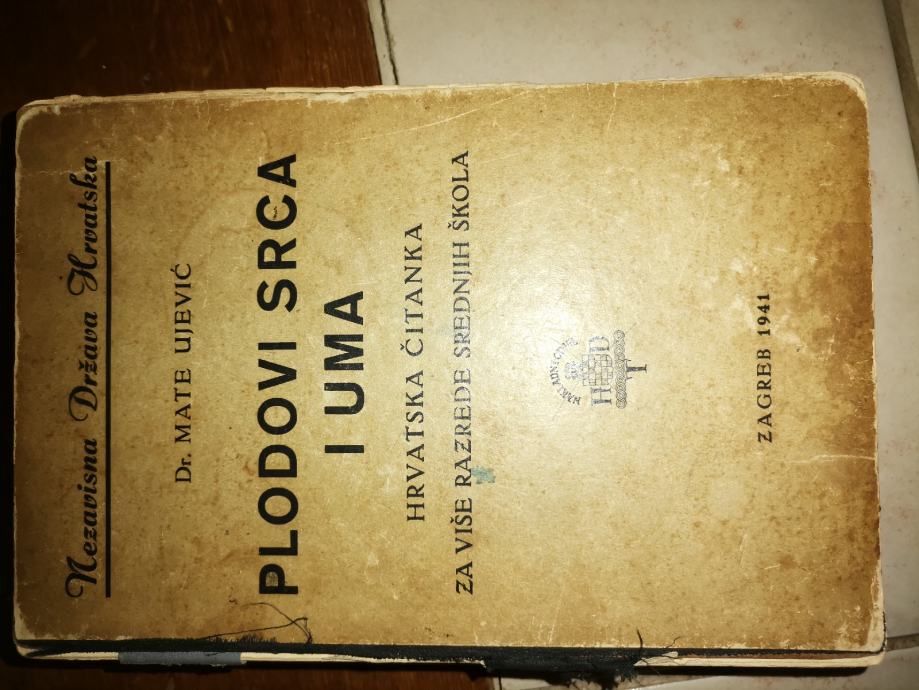 Nezavisna Država Hrvatska
Dr. MATE UJEVIĆ
PLODOVI SRCA
I UMA
HRVATSKA ČITANKA
ZA VIŠE RAZREDE SREDNJIH ŠKOLA
H D
T
ZAGREB 1941